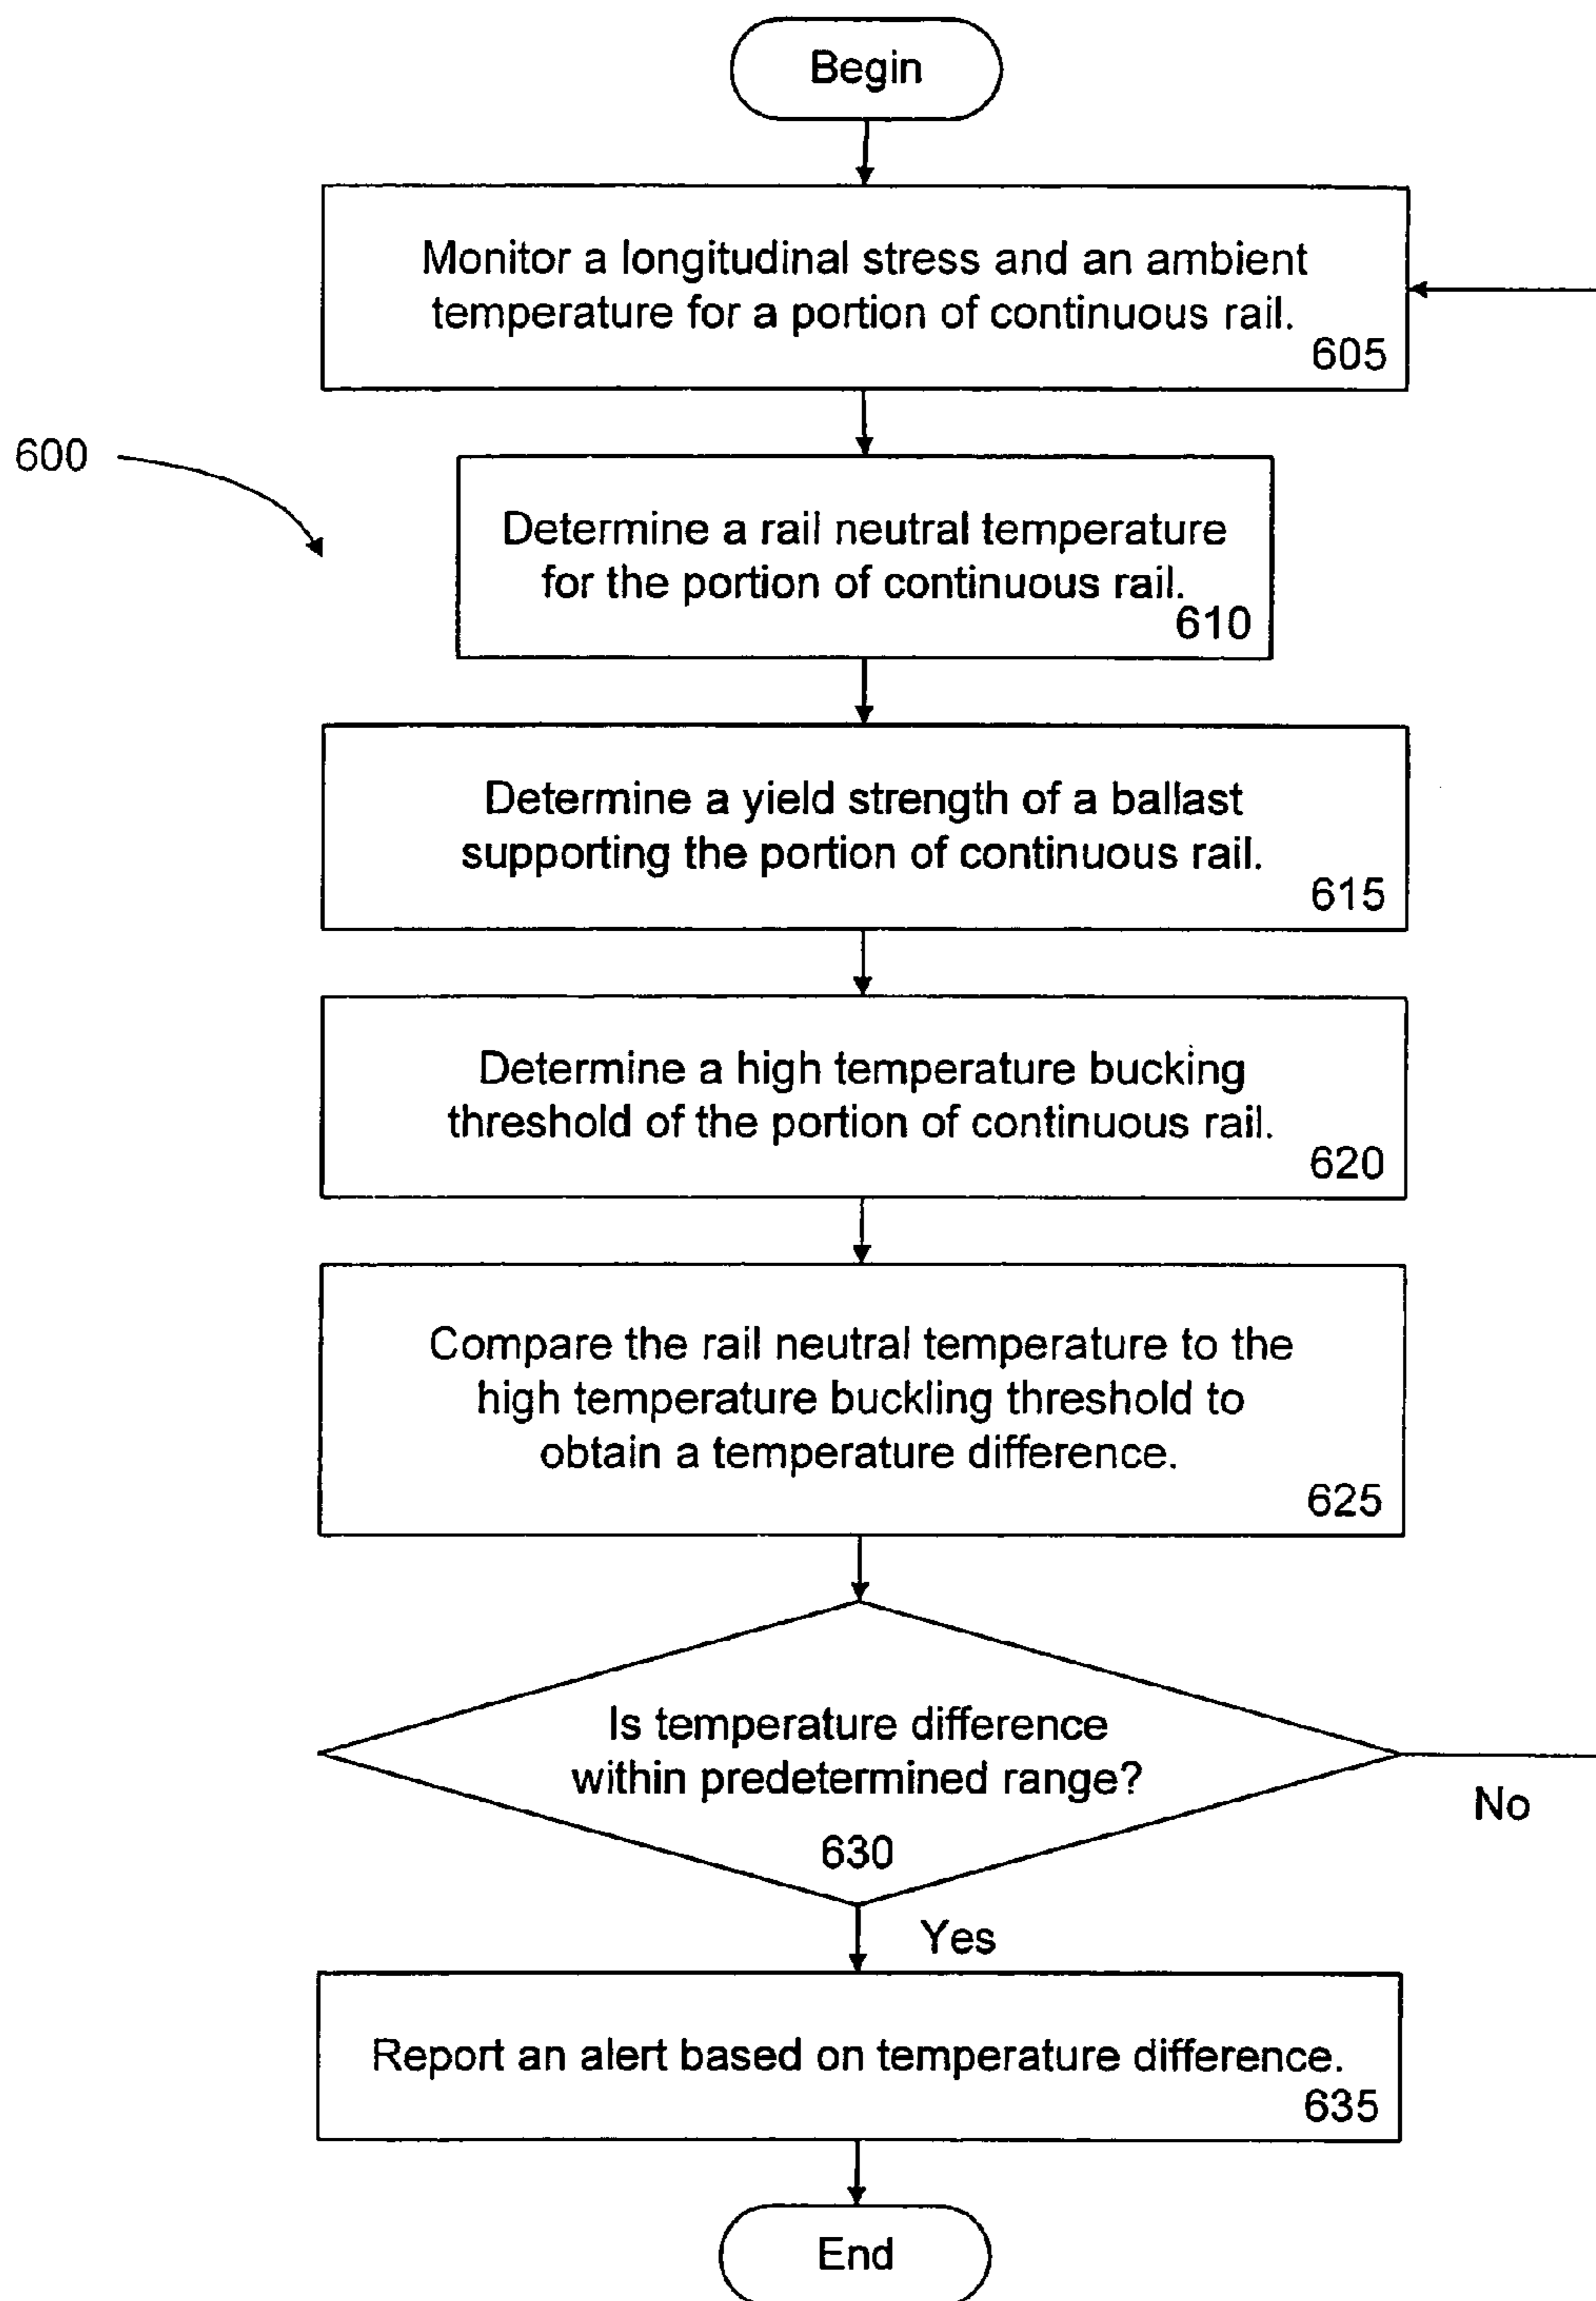 Begin
Monitor a longitudinal stress and an ambient
temperature for a portion of continuous rail.
605
600
Determine a rail neutral temperature
for the portion of continuous rail.
610
Determine a yield strength of a ballast
supporting the portion of continuous rail.
615
Determine a high temperature bucking
threshold of the portion of continuous rail.
620
Compare the rail neutral temperature to the
high temperature buckling threshold to
obtain a temperature difference.
625
Is temperature difference
within predetermined range?
630
No
Yes
Report an alert based on temperature difference.
635
End